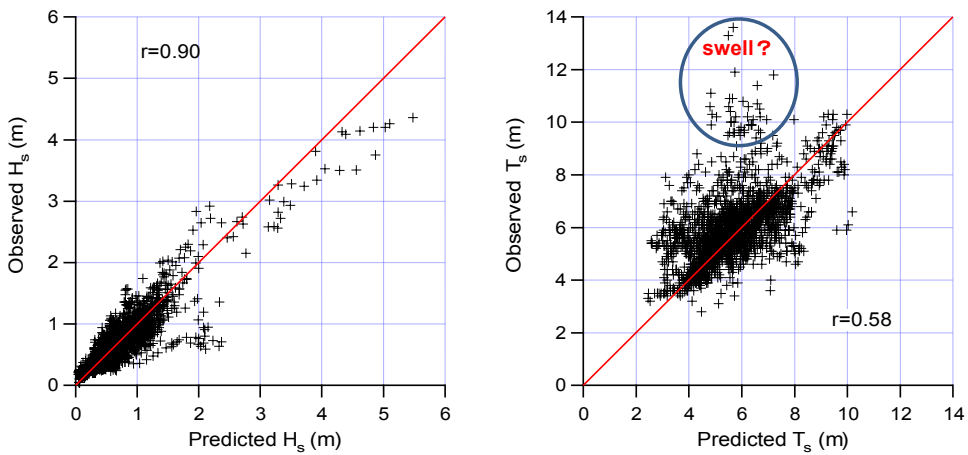 6
5
4
3
2
1
0
0 1 2 3 4 5 6
Observed Hs (m)
Predicted Hs (m)
r=0.90
14
12
10
8
6
4
2
0
0 2 4 6 8 10 12 14
Observed Ts (m)
Predicted Ts (m)
swell ?
r=0.58